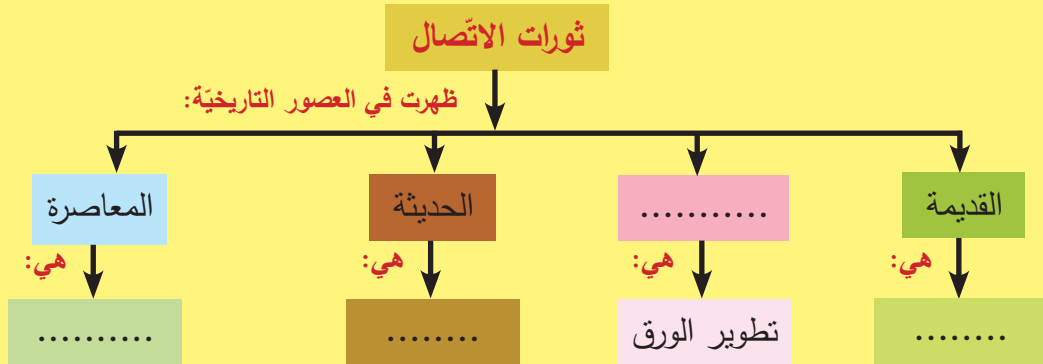 ثورات الاتّصال
ظهرت في العصور التاريخيّة:
القديمة
...........
الحديثة
المعاصرة
هي:
هي:
هي:
هي:
........
تطوير الورق
........
..........